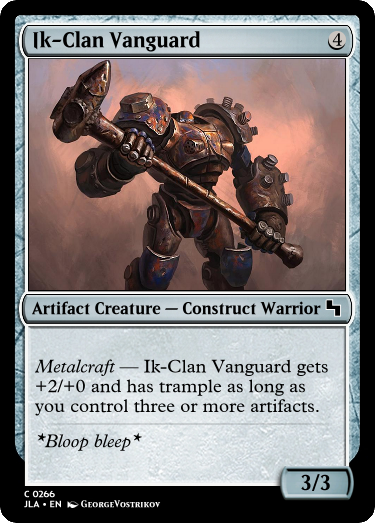 Ik-Clan Vanguard 4
Artifact Creature — Construct Warrior
Metalcraft — Ik-Clan Vanguard gets
+2/+0 and has trample as long as
you control three or more artifacts.
*Bloop bleep*
3/3
C 0266
JLA • EN GeorgeVostrikov